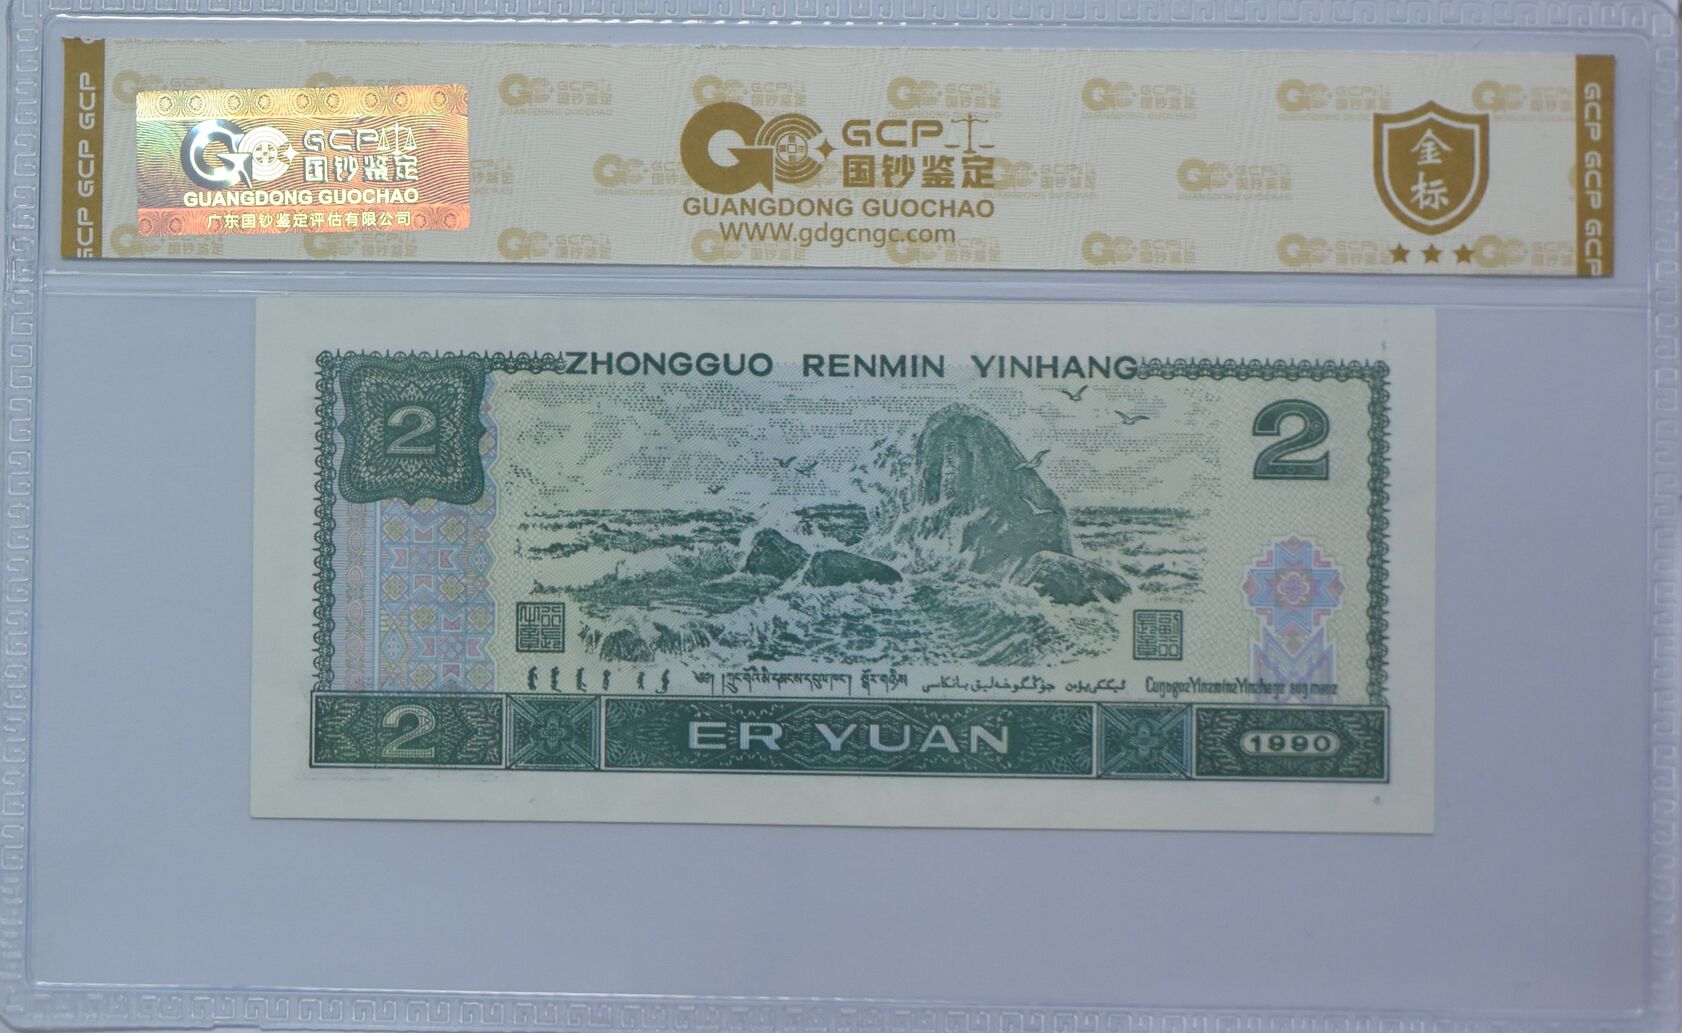 GCP GCP GCP
GCP
国钞鉴定
GUANGDONG GUOCHAO
广东国钞鉴定评估有限公司
GCP
国钞鉴定
GUANGDONG GUOCHAO
WWW.gdgcngc.com
金标
GCP GCP GCP
ZHONGGUO RENMIN YINHANG
2
2
2
ER YUAN
1990